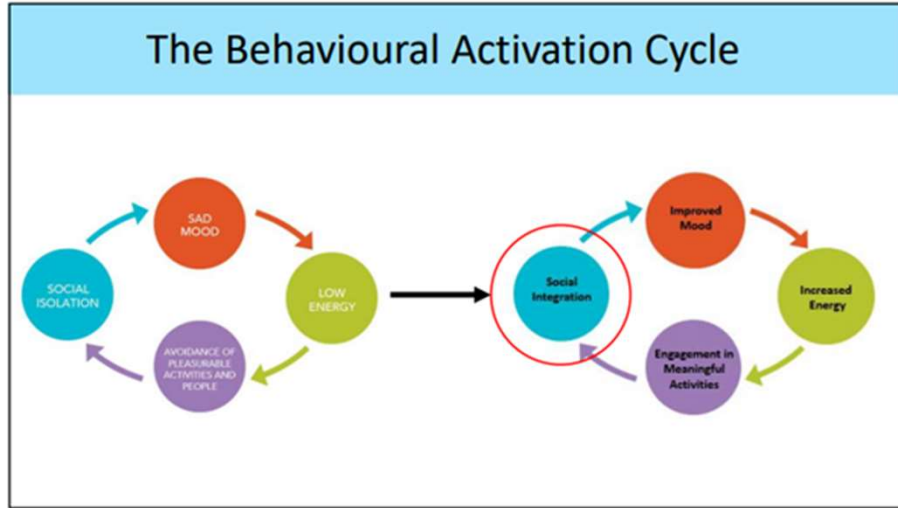 The Behavioural Activation Cycle
SAD
MOOD
LOW
ENERGY
AVOIDANCE OF
PLEASURABLE
ACTIVITIES AND
PEOPLE
SOCIAL
ISOLATION
Improved
Mood
Increased
Energy
Engagement in
Meaningful
Activities
Social
Integration